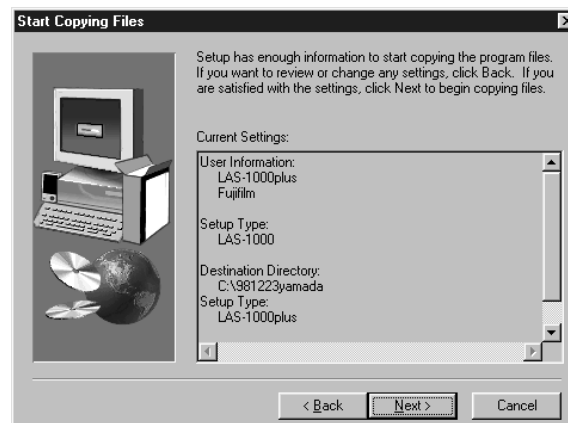 Start Copying Files
Setup has enough information to start copying the program files.
If you want to review or change any settings, click Back. If you
are satisfied with the settings, click Next to begin copying files.
Current Settings:
User Information:
LAS-1000plus
Fujifilm
Setup Type:
LAS-1000
Destination Directory:
C:\981223yamada
Setup Type:
LAS-1000plus
< Back
Next >
Cancel